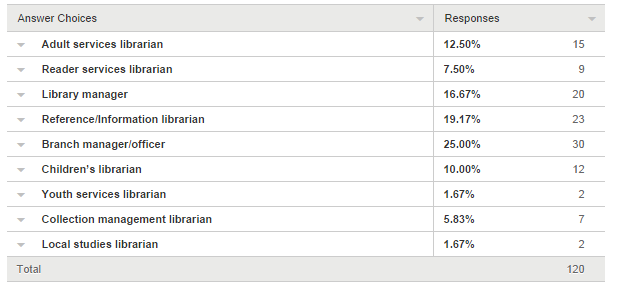 Answer Choices Responses
Adult services librarian 12.50% 15
Reader services librarian 7.50% 9
Library manager 16.67% 20
Reference/Information librarian 19.17% 23
Branch manager/officer 25.00% 30
Children's librarian 10.00% 12
Youth services librarian 1.67% 2
Collection management librarian 5.83% 7
Local studies librarian 1.67% 2
Total 120